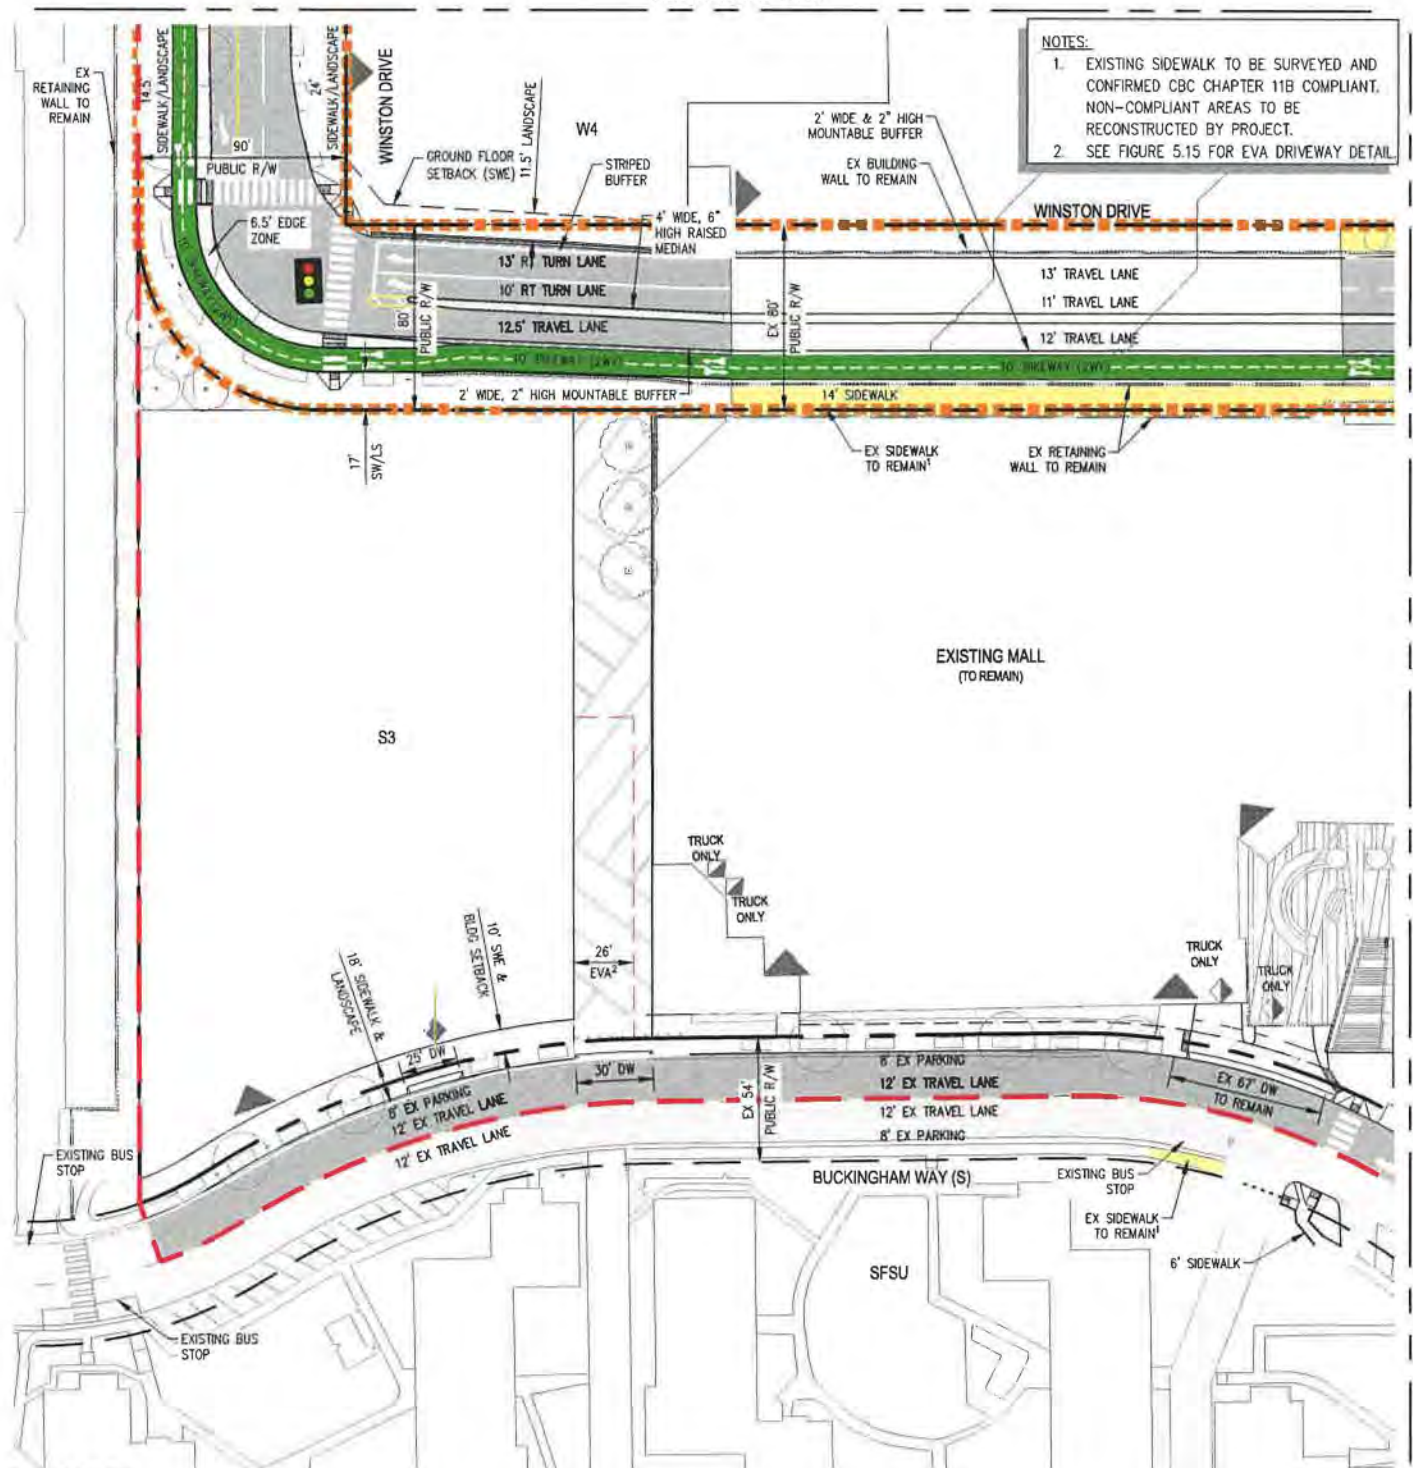 NOTES:
1. EXISTING SIDEWALK TO BE SURVEYED AND
CONFIRMED CBC CHAPTER 11B COMPLIANT.
NON-COMPLIANT AREAS TO BE
RECONSTRUCTED BY PROJECT.
2. SEE FIGURE 5.15 FOR EVA DRIVEWAY DETAIL
EX
RETAINING
WALL TO
REMAIN
14.5'
SIDEWALK/LANDSCAPE
90'
PUBLIC R/W
24'
SIDEWALK/LANDSCAPE
WINSTON DRIVE
GROUND FLOOR
SETBACK (SWE)
11.5' LANDSCAPE
W4
STRIPED
BUFFER
2' WIDE & 2" HIGH
MOUNTABLE BUFFER
EX BUILDING
WALL TO REMAIN
WINSTON DRIVE
6.5' EDGE
ZONE
4' WIDE, 6"
HIGH RAISED
MEDIAN
13' RT TURN LANE
10' RT TURN LANE
12.5' TRAVEL LANE
80'
PUBLIC R/W
EX 80'
PUBLIC R/W
13' TRAVEL LANE
11' TRAVEL LANE
12' TRAVEL LANE
10' BIKEWAY (2WY)
10' BIKEWAY (2WY)
10' BIKEWAY (2WY)
2' WIDE, 2" HIGH MOUNTABLE BUFFER
14' SIDEWALK
17'
SW/LS
EX SIDEWALK
TO REMAIN¹
EX RETAINING
WALL TO REMAIN
EXISTING MALL
(TO REMAIN)
S3
TRUCK
ONLY
TRUCK
ONLY
10' SWE &
BLDG SETBACK
18' SIDEWALK &
LANDSCAPE
26'
EVA²
TRUCK
ONLY
TRUCK
ONLY
25' DW
30' DW
8' EX PARKING
12' EX TRAVEL LANE
12' EX TRAVEL LANE
EX 54'
PUBLIC R/W
8' EX PARKING
12' EX TRAVEL LANE
12' EX TRAVEL LANE
8' EX PARKING
EX 67' DW
TO REMAIN
EXISTING BUS
STOP
BUCKINGHAM WAY (S)
EXISTING BUS
STOP
EX SIDEWALK
TO REMAIN¹
6' SIDEWALK
SFSU
EXISTING BUS
STOP